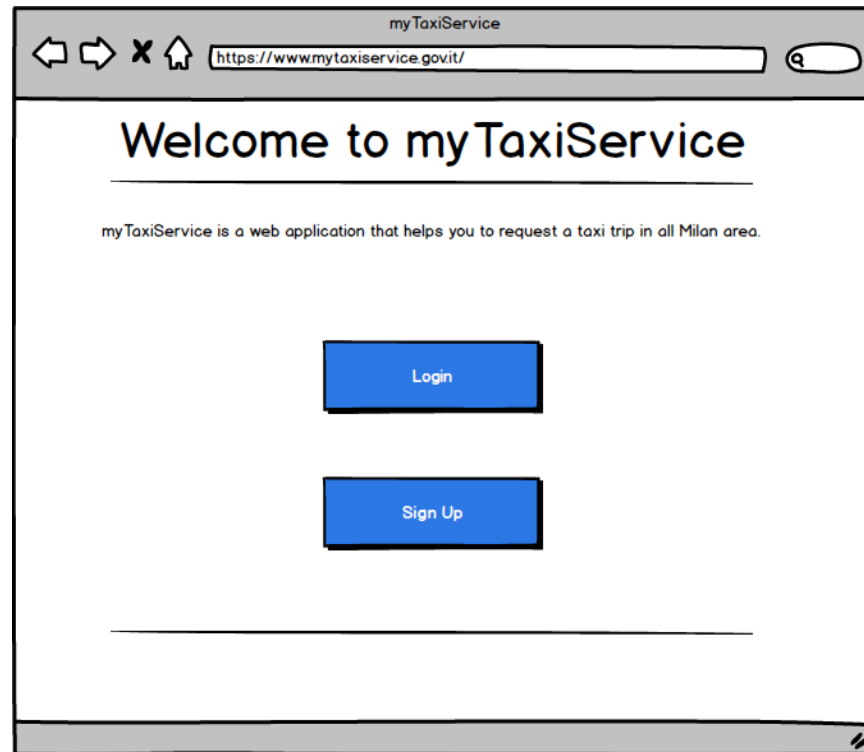 myTaxiService
https://www.mytaxiservice.gov.it/
Welcome to myTaxiService
myTaxiService is a web application that helps you to request a taxi trip in all Milan area.
Login
Sign Up